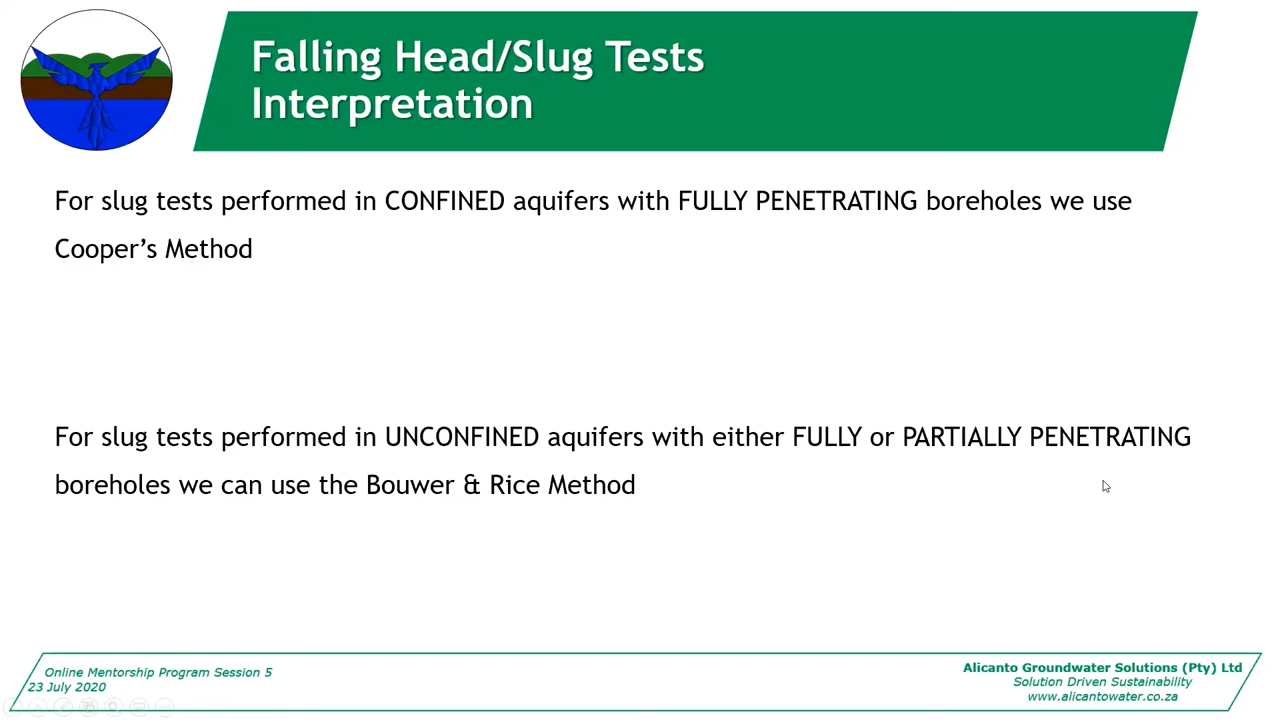 Falling Head/Slug Tests
Interpretation
For slug tests performed in CONFINED aquifers with FULLY PENETRATING boreholes we use
Cooper’s Method
For slug tests performed in UNCONFINED aquifers with either FULLY or PARTIALLY PENETRATING
boreholes we can use the Bouwer & Rice Method
Online Mentorship Program Session 5
23 July 2020
Alicanto Groundwater Solutions (Pty) Ltd
Solution Driven Sustainability
www.alicantowater.co.za